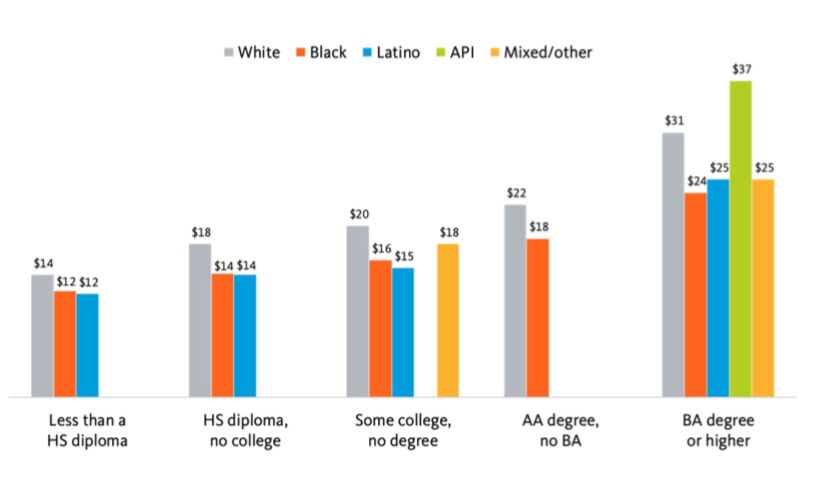 White Black Latino API Mixed/other
$14 $12 $12
$18 $14 $14
$20 $16 $15 $18
$22 $18
$31 $24 $25 $37 $25
Less than a
HS diploma
HS diploma,
no college
Some college,
no degree
AA degree,
no BA
BA degree
or higher